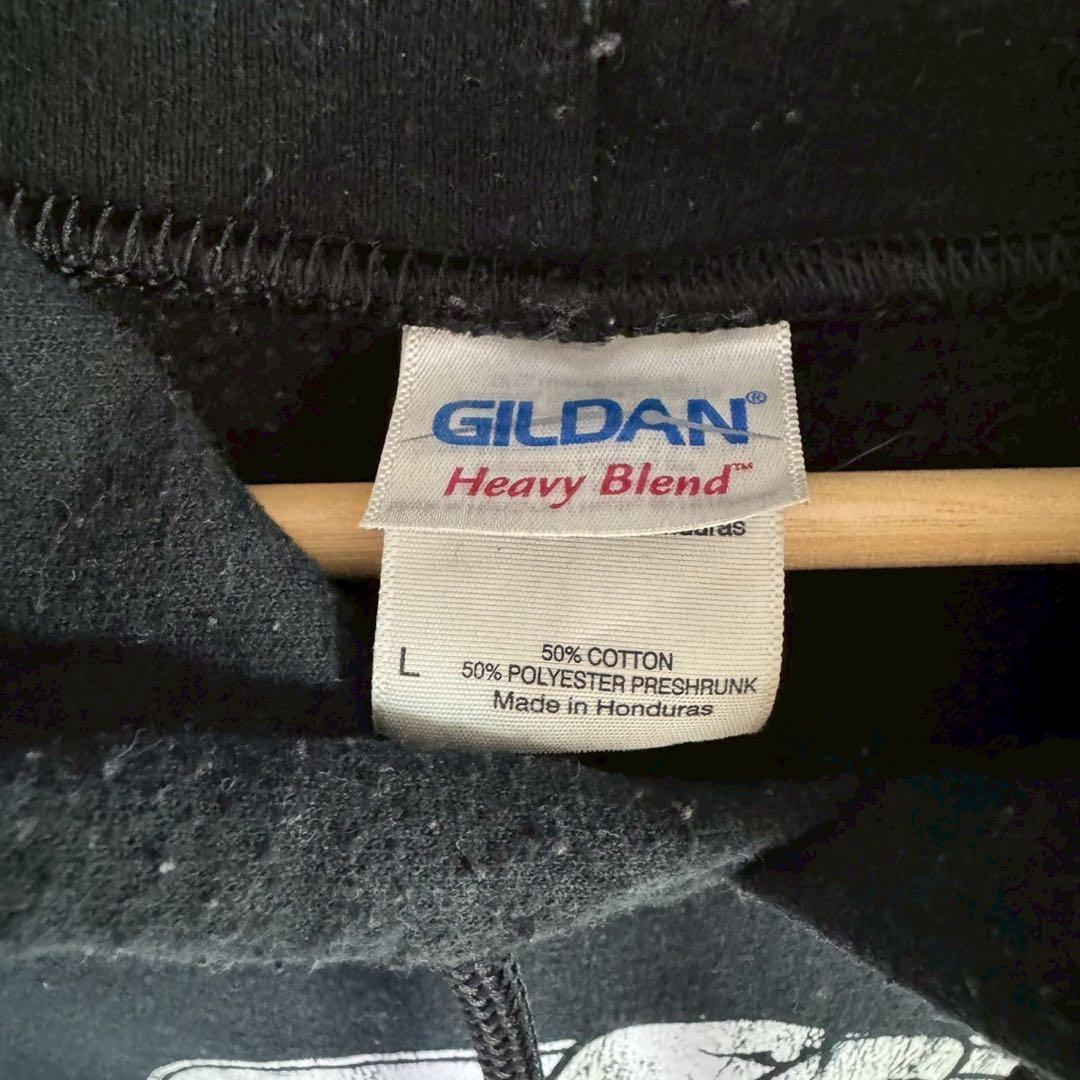 GILDAN®
Heavy Blend™
L
50% COTTON
50% POLYESTER PRESHRUNK
Made in Honduras